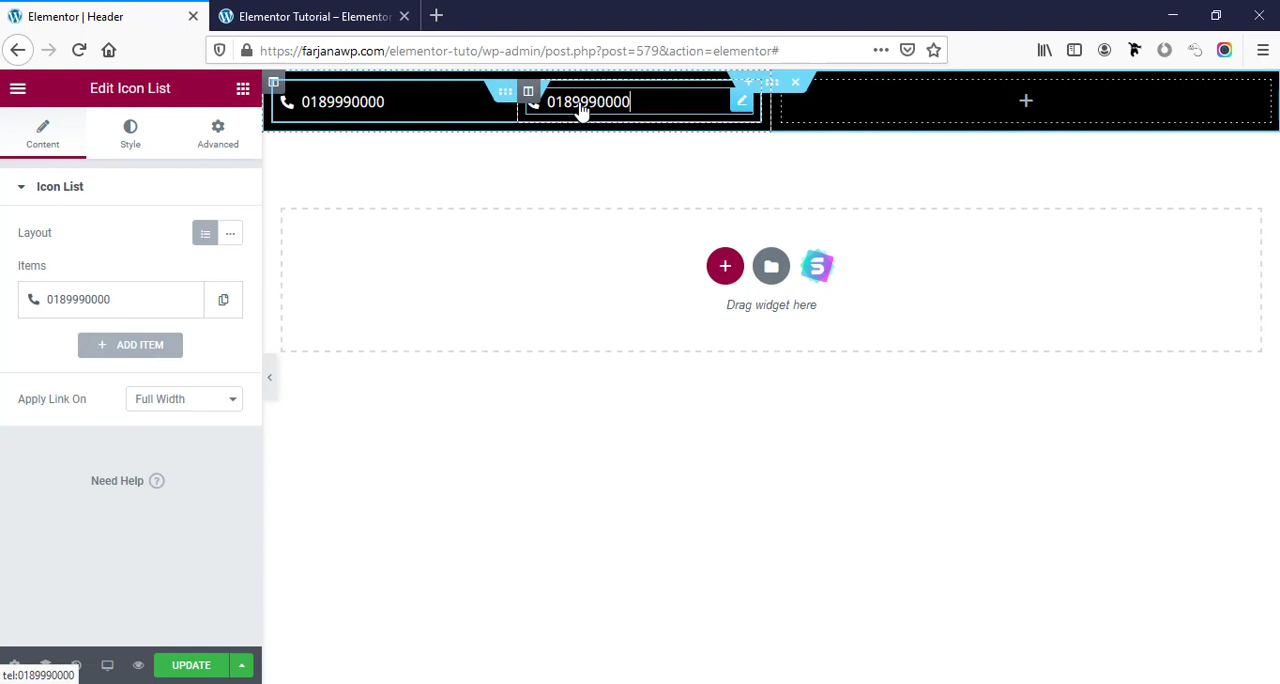 Elementor | Header
Elementor Tutorial – Elementor
https://farjanawp.com/elementor-tuto/wp-admin/post.php?post=579&action=elementor#
Edit Icon List
Content
Style
Advanced
Icon List
Layout
Items
0189990000
ADD ITEM
Apply Link On
Full Width
Need Help
UPDATE
tel:0189990000
0189990000
0189990000
Drag widget here